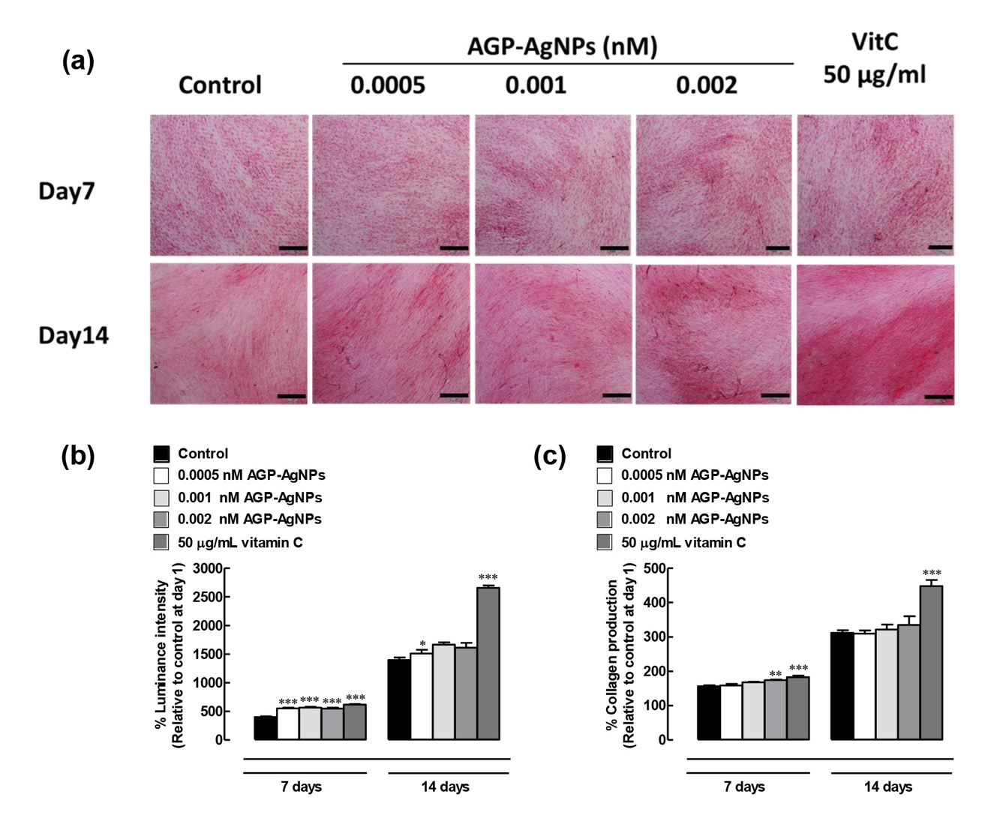 (a)
AGP-AgNPs (nM)
VitC
50 µg/ml
Control
0.0005
0.001
0.002
Day7
Day14
(b)
Control
0.0005 nM AGP-AgNPs
0.001 nM AGP-AgNPs
0.002 nM AGP-AgNPs
50 µg/mL vitamin C
% Luminance intensity
(Relative to control at day 1)
3000
2500
2000
1500
1000
500
0
***
***
***
***
*
***
7 days
14 days
(c)
Control
0.0005 nM AGP-AgNPs
0.001 nM AGP-AgNPs
0.002 nM AGP-AgNPs
50 µg/mL vitamin C
% Collagen production
(Relative to control at day 1)
500
400
300
200
100
0
**
***
***
7 days
14 days